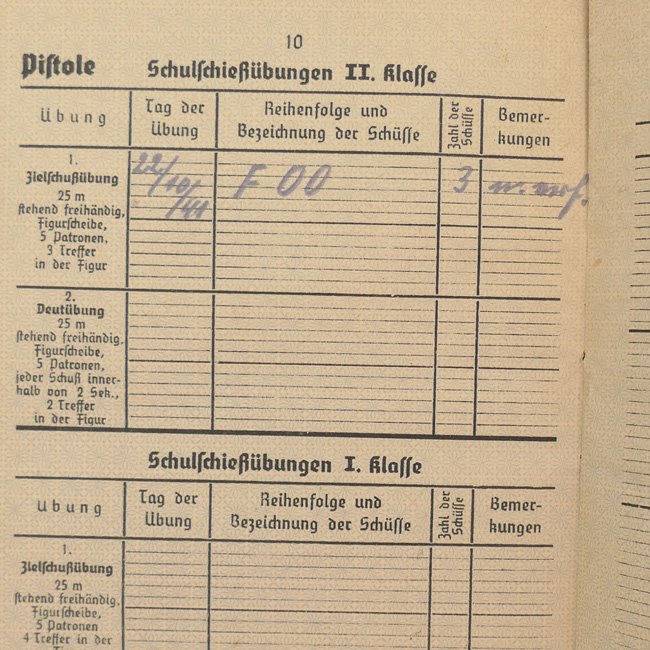 10
Pistole Schulschießübungen II. Klasse
Übung Tag der Übung Reihenfolge und Bezeichnung der Schüsse Zahl der Schüsse Bemer-kungen
1.
Zielschußübung
25 m
stehend freihändig,
Figurscheibe,
5 Patronen,
3 Treffer
in der Figur
22/10/41 F 00 3
2.
Deutübung
25 m
stehend freihändig,
Figurscheibe,
5 Patronen,
jeder Schuß inner-
halb von 2 Sek.,
2 Treffer
in der Figur
Schulschießübungen I. Klasse
Übung Tag der Übung Reihenfolge und Bezeichnung der Schüsse Zahl der Schüsse Bemer-kungen
1.
Zielschußübung
25 m
stehend freihändig,
Figurscheibe,
5 Patronen
4 Treffer in der